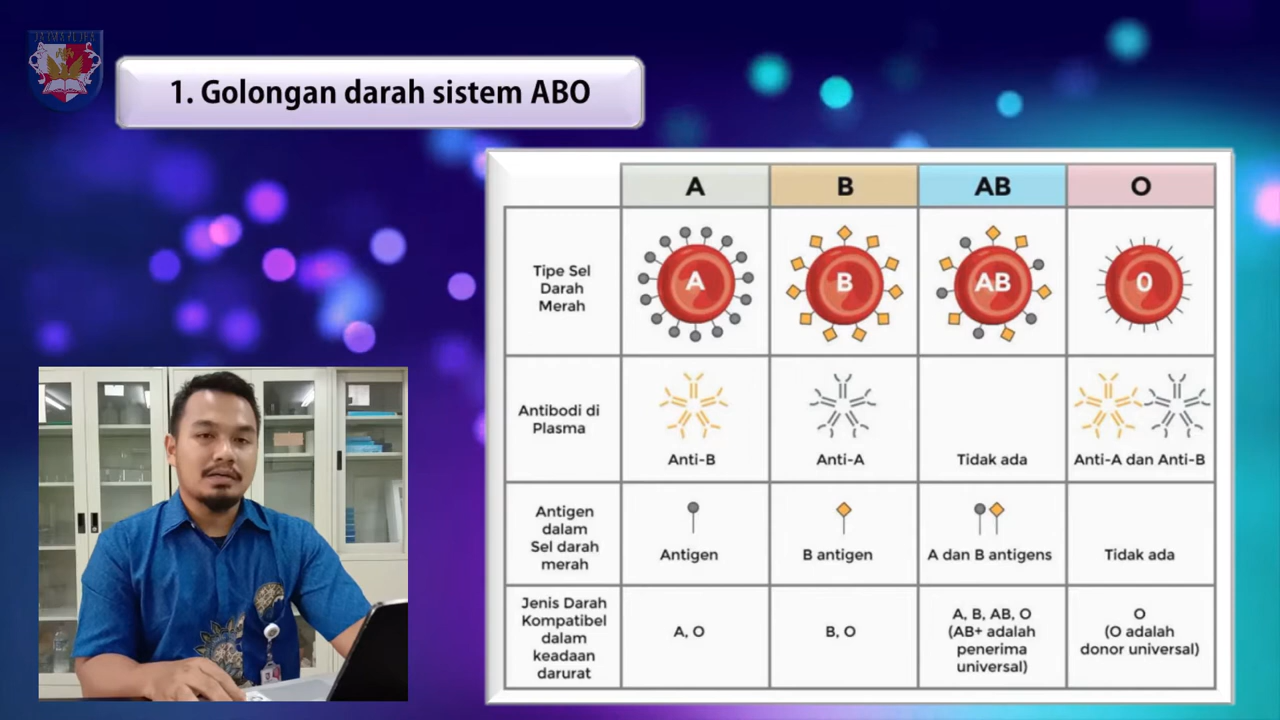 1. Golongan darah sistem ABO
A
B
AB
O
Tipe Sel
Darah
Merah
A
B
AB
0
Antibodi di
Plasma
Anti-B
Anti-A
Tidak ada
Anti-A dan Anti-B
Antigen
dalam
Sel darah
merah
Antigen
B antigen
A dan B antigens
Tidak ada
Jenis Darah
Kompatibel
dalam
keadaan
darurat
A, O
B, O
A, B, AB, O
(AB+ adalah
penerima
universal)
O
(O adalah
donor universal)